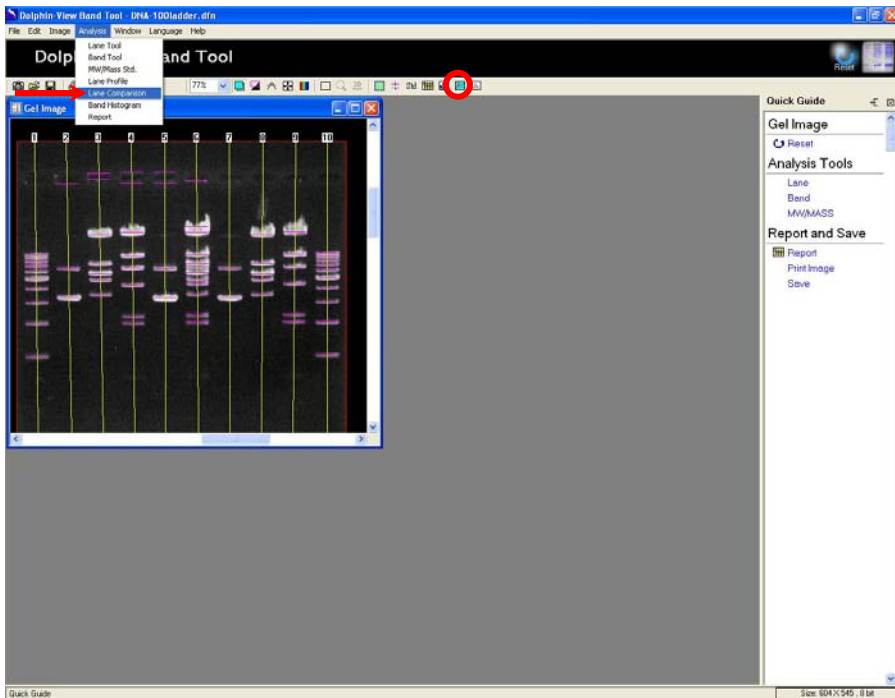 Dolphin-View Band Tool - DNA-100ladder.dfn
File Edit Image Analysis Window Language Help
Lane Tool
Band Tool
MW/Mass Std.
Lane Profile
Lane Comparison
Band Histogram
Report
Dolp and Tool
Reset
77%
Std
Gel Image
1 2 3 4 5 6 7 8 9 10
Quick Guide
Gel Image
Reset
Analysis Tools
Lane
Band
MW/MASS
Report and Save
Report
Print Image
Save
Quick Guide
Size: 604 X 545 , 8 bit